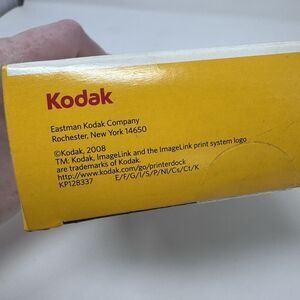 Kodak
Eastman Kodak Company
Rochester, New York 14650
©Kodak, 2008
TM: Kodak, ImageLink and the ImageLink print system logo
are trademarks of Kodak.
http://www.kodak.com/go/printerdock
KP12B337 E/F/G/I/S/P/Nl/Cs/Ct/K